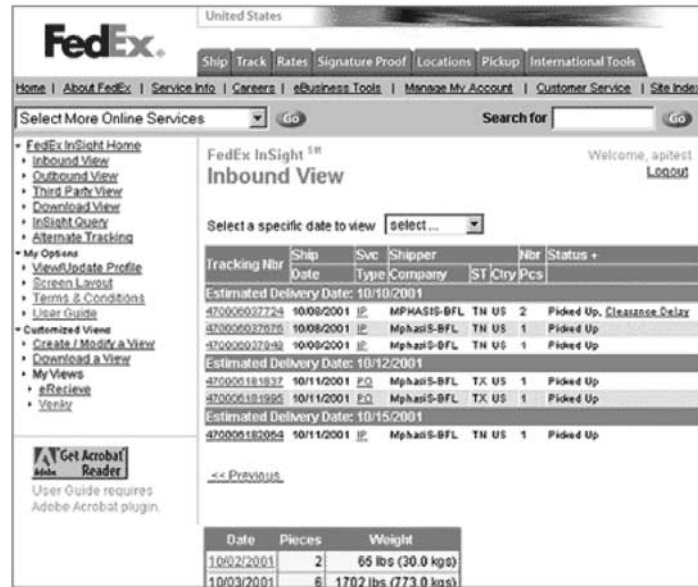 United States
FedEx.
Ship Track Rates Signature Proof Locations Pickup International Tools
Home | About FedEx | Service Info | Careers | eBusiness Tools | Manage My Account | Customer Service | Site Index
Select More Online Services Go Search for Go
FedEx InSight Home
Inbound View
Outbound View
Third Party View
Download View
InSight Query
Alternate Tracking
My Options
View/Update Profile
Screen Layout
Terms & Conditions
User Guide
Customized Views
Create / Modify a View
Download a View
My Views
eRecieve
Venky
Get Acrobat Reader
Adobe
User Guide requires
Adobe Acrobat plugin.
FedEx InSight SM
Welcome, apitest
Inbound View
Logout
Select a specific date to view select ...
Tracking Nbr Ship Date Svc Type Shipper Company ST Ctry Nbr Pcs Status +
Estimated Delivery Date: 10/10/2001
470006037724 10/08/2001 IP MPHASIS-BFL TN US 2 Picked Up, Clearance Delay
470006037676 10/08/2001 IP MphasiS-BFL TN US 1 Picked Up
10/08/2001 IP MphasiS-BFL TN US 1 Picked Up
Estimated Delivery Date: 10/12/2001
470006181837 10/11/2001 PO MphasiS-BFL TX US 1 Picked Up
470006181995 10/11/2001 PO MphasiS-BFL TX US 1 Picked Up
Estimated Delivery Date: 10/15/2001
470006182064 10/11/2001 IP MphasiS-BFL TN US 1 Picked Up
<< Previous
Date Pieces Weight
10/02/2001 2 65 lbs (30.0 kgs)
10/03/2001 6 1702 lbs (773.0 kgs)